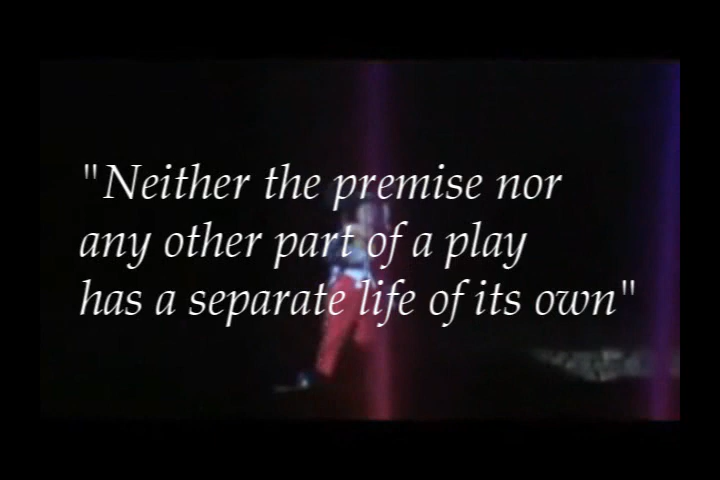 "Neither the premise nor
any other part of a play
has a separate life of its own"